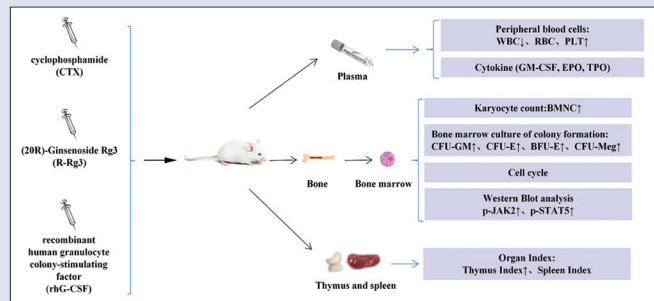 cyclophosphamide
(CTX)
(20R)-Ginsenoside Rg3
(R-Rg3)
recombinant
human granulocyte
colony-stimulating
factor
(rhG-CSF)
Plasma
Bone
Bone marrow
Thymus and spleen
Peripheral blood cells:
WBC↓、RBC、PLT↑
Cytokine (GM-CSF, EPO, TPO)
Karyocyte count:BMNC↑
Bone marrow culture of colony formation:
CFU-GM↑、CFU-E↑、BFU-E↑、CFU-Meg↑
Cell cycle
Western Blot analysis
p-JAK2↑、p-STAT5↑
Organ Index:
Thymus Index↑、Spleen Index